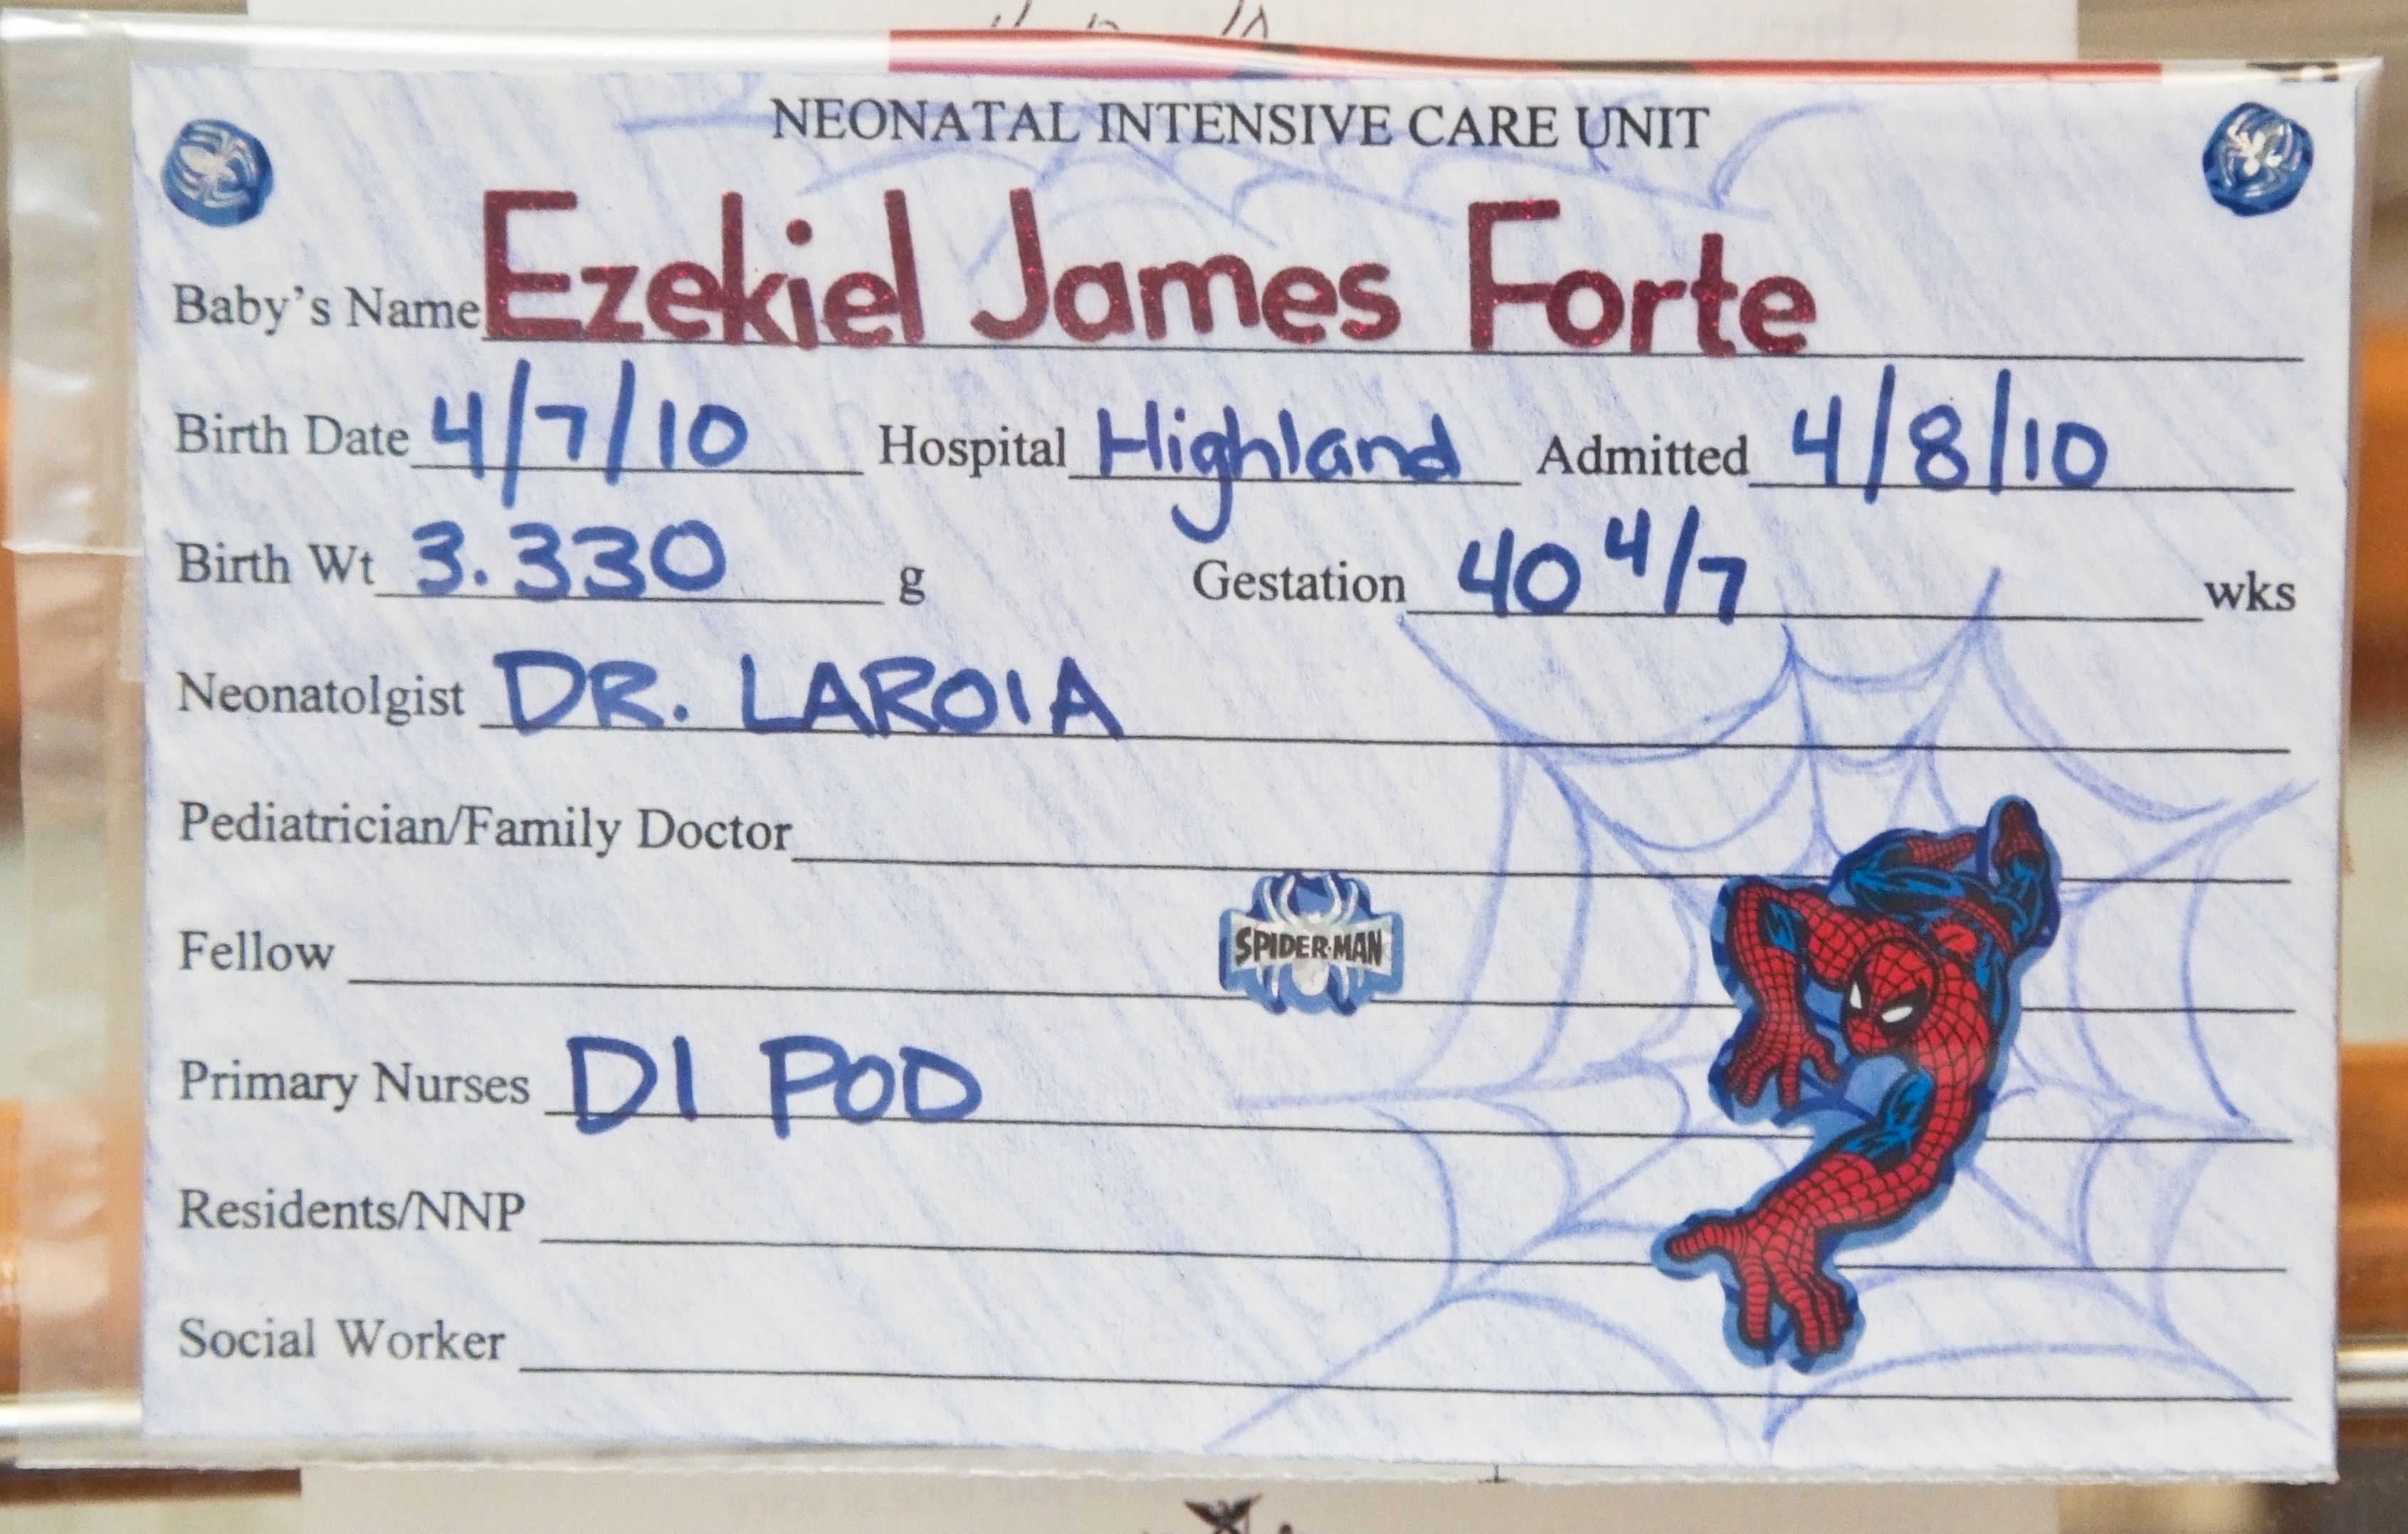 NEONATAL INTENSIVE CARE UNIT
Baby's Name Ezekiel James Forte
Birth Date 4/7/10 Hospital Highland Admitted 4/8/10
Birth Wt 3.330 g Gestation 40 4/7 wks
Neonatolgist DR. LAROIA
Pediatrician/Family Doctor
Fellow
SPIDER-MAN
Primary Nurses D1 POD
Residents/NNP
Social Worker